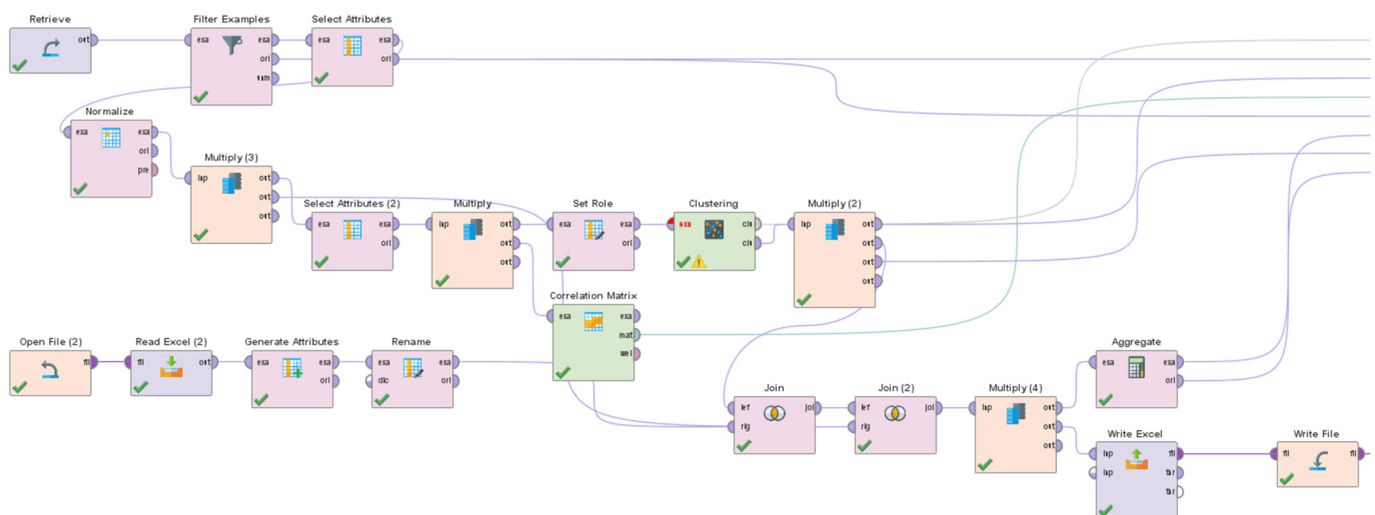 Retrieve
out
Filter Examples
exa
exa
ori
Select Attributes
exa
exa
ori
Normalize
exa
exa
ori
pre
Multiply (3)
inp
out
out
out
Select Attributes (2)
exa
exa
ori
Multiply
inp
out
out
out
Set Role
exa
exa
ori
Clustering
exa
clu
clu
Multiply (2)
inp
out
out
out
out
Correlation Matrix
exa
exa
mat
wei
Open File (2)
fil
Read Excel (2)
fil
out
Generate Attributes
exa
exa
ori
Rename
exa
exa
dic
ori
Join
lef
joi
rig
Join (2)
lef
joi
rig
Multiply (4)
inp
out
out
out
Aggregate
exa
exa
ori
Write Excel
inp
fil
inp
Write File
fil
fil